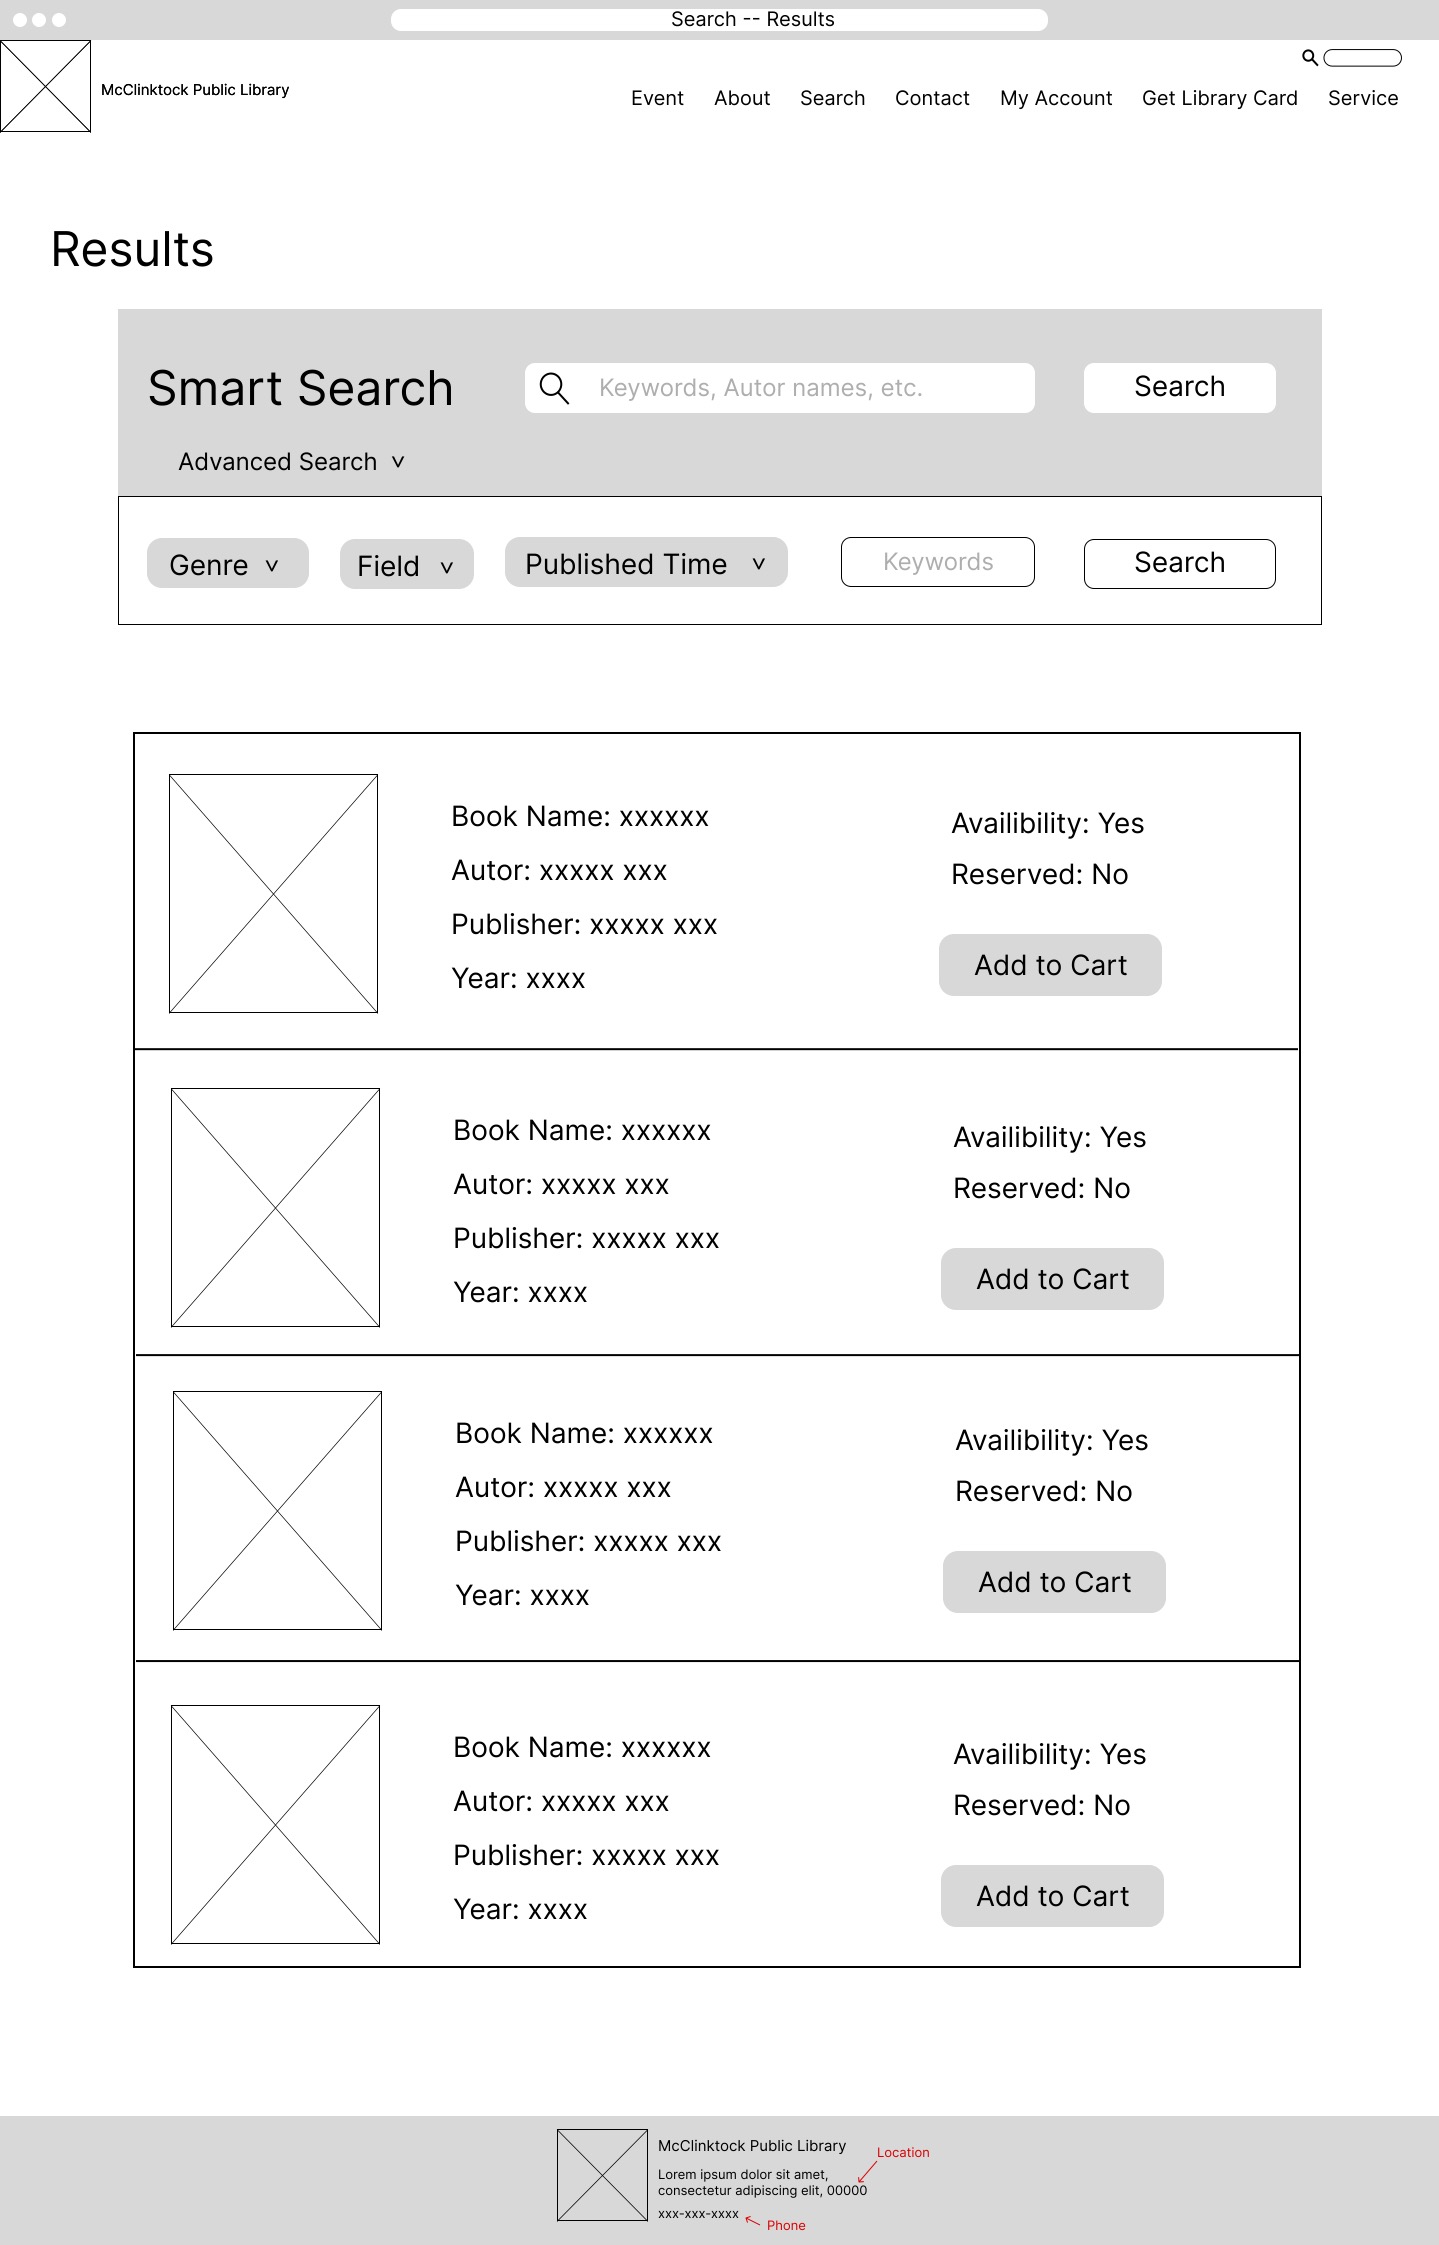 Search -- Results
McClinktock Public Library
Event About Search Contact My Account Get Library Card Service
Results
Smart Search
Keywords, Autor names, etc.
Search
Advanced Search
Genre
Field
Published Time
Keywords
Search
Book Name: xxxxxx
Autor: xxxxx xxx
Publisher: xxxxx xxx
Year: xxxx
Availibility: Yes
Reserved: No
Add to Cart
Book Name: xxxxxx
Autor: xxxxx xxx
Publisher: xxxxx xxx
Year: xxxx
Availibility: Yes
Reserved: No
Add to Cart
Book Name: xxxxxx
Autor: xxxxx xxx
Publisher: xxxxx xxx
Year: xxxx
Availibility: Yes
Reserved: No
Add to Cart
Book Name: xxxxxx
Autor: xxxxx xxx
Publisher: xxxxx xxx
Year: xxxx
Availibility: Yes
Reserved: No
Add to Cart
McClinktock Public Library
Location
Lorem ipsum dolor sit amet,
consectetur adipiscing elit, 00000
xxx-xxx-xxxx
Phone